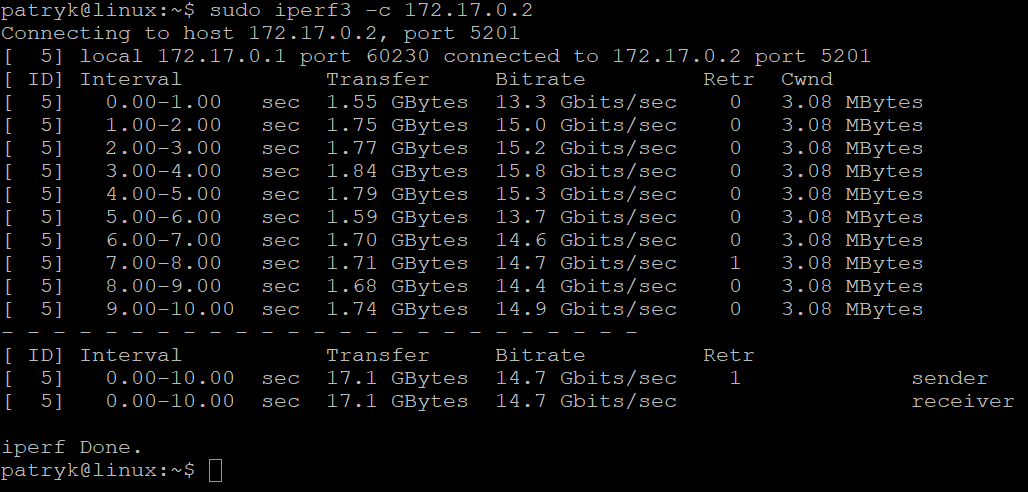 patryk@linux:~$ sudo iperf3 -c 172.17.0.2
Connecting to host 172.17.0.2, port 5201
[  5] local 172.17.0.1 port 60230 connected to 172.17.0.2 port 5201
[ ID] Interval           Transfer     Bitrate         Retr  Cwnd
[  5]   0.00-1.00   sec  1.55 GBytes  13.3 Gbits/sec    0   3.08 MBytes
[  5]   1.00-2.00   sec  1.75 GBytes  15.0 Gbits/sec    0   3.08 MBytes
[  5]   2.00-3.00   sec  1.77 GBytes  15.2 Gbits/sec    0   3.08 MBytes
[  5]   3.00-4.00   sec  1.84 GBytes  15.8 Gbits/sec    0   3.08 MBytes
[  5]   4.00-5.00   sec  1.79 GBytes  15.3 Gbits/sec    0   3.08 MBytes
[  5]   5.00-6.00   sec  1.59 GBytes  13.7 Gbits/sec    0   3.08 MBytes
[  5]   6.00-7.00   sec  1.70 GBytes  14.6 Gbits/sec    0   3.08 MBytes
[  5]   7.00-8.00   sec  1.71 GBytes  14.7 Gbits/sec    1   3.08 MBytes
[  5]   8.00-9.00   sec  1.68 GBytes  14.4 Gbits/sec    0   3.08 MBytes
[  5]   9.00-10.00  sec  1.74 GBytes  14.9 Gbits/sec    0   3.08 MBytes
- - - - - - - - - - - - - - - - - - - - - - - - -
[ ID] Interval           Transfer     Bitrate         Retr
[  5]   0.00-10.00  sec  17.1 GBytes  14.7 Gbits/sec    1             sender
[  5]   0.00-10.00  sec  17.1 GBytes  14.7 Gbits/sec                  receiver

iperf Done.
patryk@linux:~$